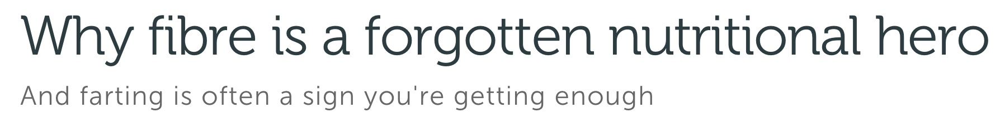 Why fibre is a forgotten nutritional hero
And farting is often a sign you're getting enough